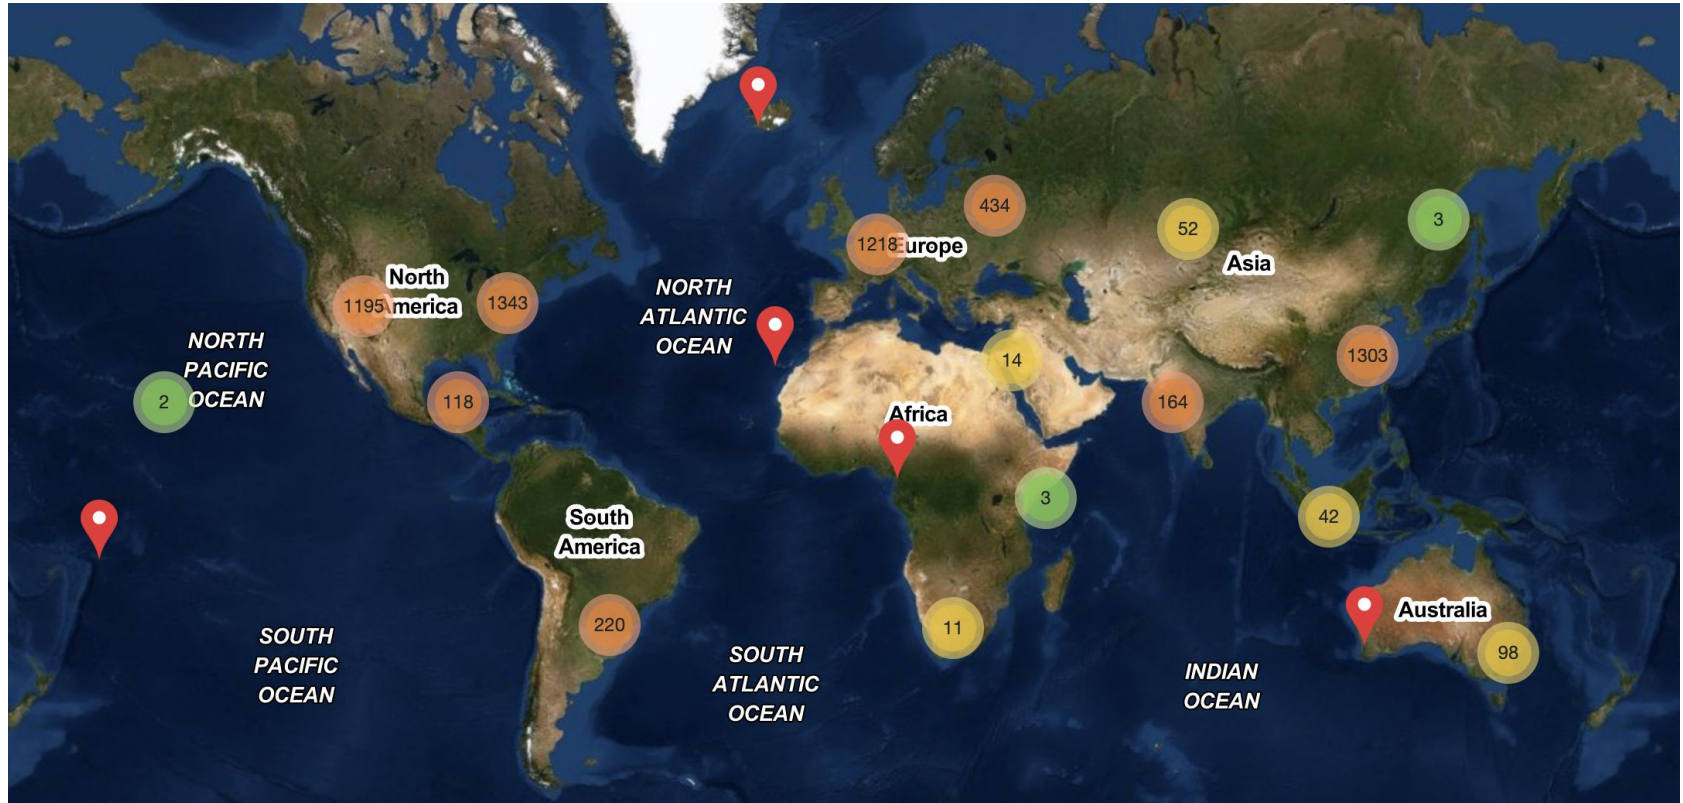 434
3
52
1218
Europe
Asia
North
America
1195
1343
NORTH
ATLANTIC
OCEAN
NORTH
PACIFIC
OCEAN
2
118
14
1303
164
Africa
3
South
America
42
220
11
Australia
98
SOUTH
PACIFIC
OCEAN
SOUTH
ATLANTIC
OCEAN
INDIAN
OCEAN